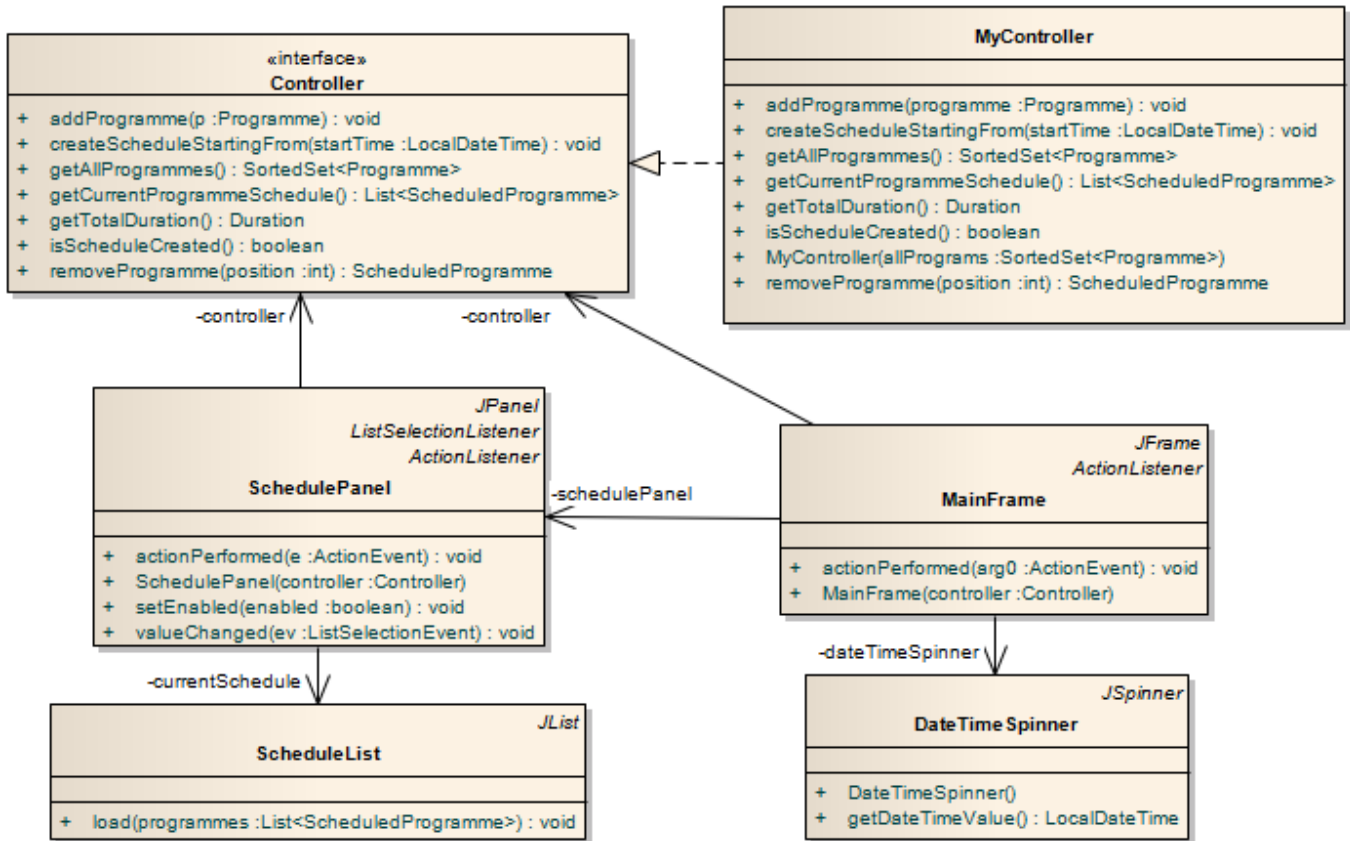 «interface»
Controller
+ addProgramme(p :Programme) : void
+ createScheduleStartingFrom(startTime :LocalDateTime) : void
+ getAllProgrammes() : SortedSet<Programme>
+ getCurrentProgrammeSchedule() : List<ScheduledProgramme>
+ getTotalDuration() : Duration
+ isScheduleCreated() : boolean
+ removeProgramme(position :int) : ScheduledProgramme
MyController
+ addProgramme(programme :Programme) : void
+ createScheduleStartingFrom(startTime :LocalDateTime) : void
+ getAllProgrammes() : SortedSet<Programme>
+ getCurrentProgrammeSchedule() : List<ScheduledProgramme>
+ getTotalDuration() : Duration
+ isScheduleCreated() : boolean
+ MyController(allPrograms :SortedSet<Programme>)
+ removeProgramme(position :int) : ScheduledProgramme
-controller
-controller
JPanel
ListSelectionListener
ActionListener
SchedulePanel
+ actionPerformed(e :ActionEvent) : void
+ SchedulePanel(controller :Controller)
+ setEnabled(enabled :boolean) : void
+ valueChanged(ev :ListSelectionEvent) : void
-schedulePanel
JFrame
ActionListener
MainFrame
+ actionPerformed(arg0 :ActionEvent) : void
+ MainFrame(controller :Controller)
-currentSchedule
-dateTimeSpinner
JList
ScheduleList
+ load(programmes :List<ScheduledProgramme>) : void
JSpinner
DateTimeSpinner
+ DateTimeSpinner()
+ getDateTimeValue() : LocalDateTime